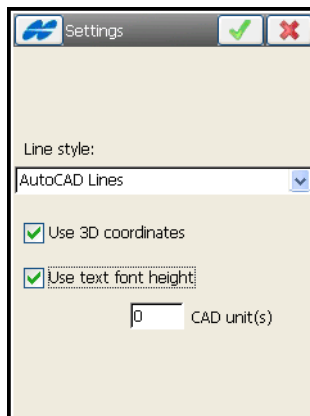 Settings
Line style:
AutoCAD Lines
Use 3D coordinates
Use text font height
0 CAD unit(s)